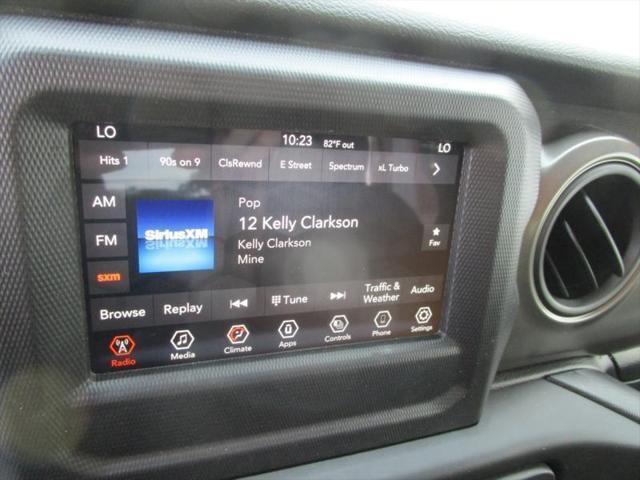 LO 10:23 82°F out LO
Hits 1 90s on 9 ClsRewnd E Street Spectrum xL Turbo
AM
Pop
SiriusXM
12 Kelly Clarkson
FM
Kelly Clarkson
Fav
Mine
sxm
Browse Replay Tune Traffic & Weather Audio
Radio Media Climate Apps Controls Phone Settings